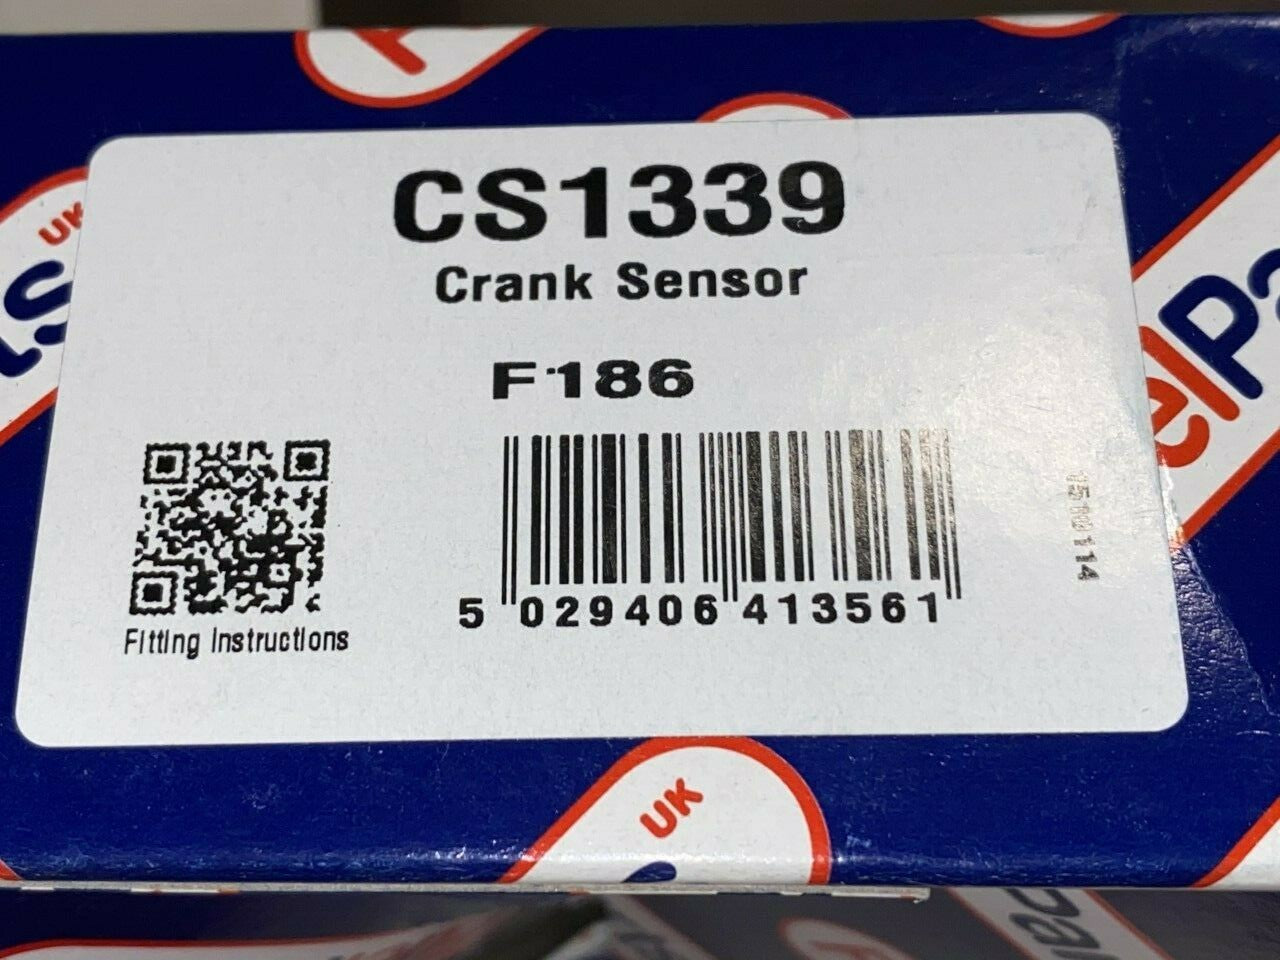 CS1339
Crank Sensor
F186
Fitting Instructions
5 029406 413561
UK
UK